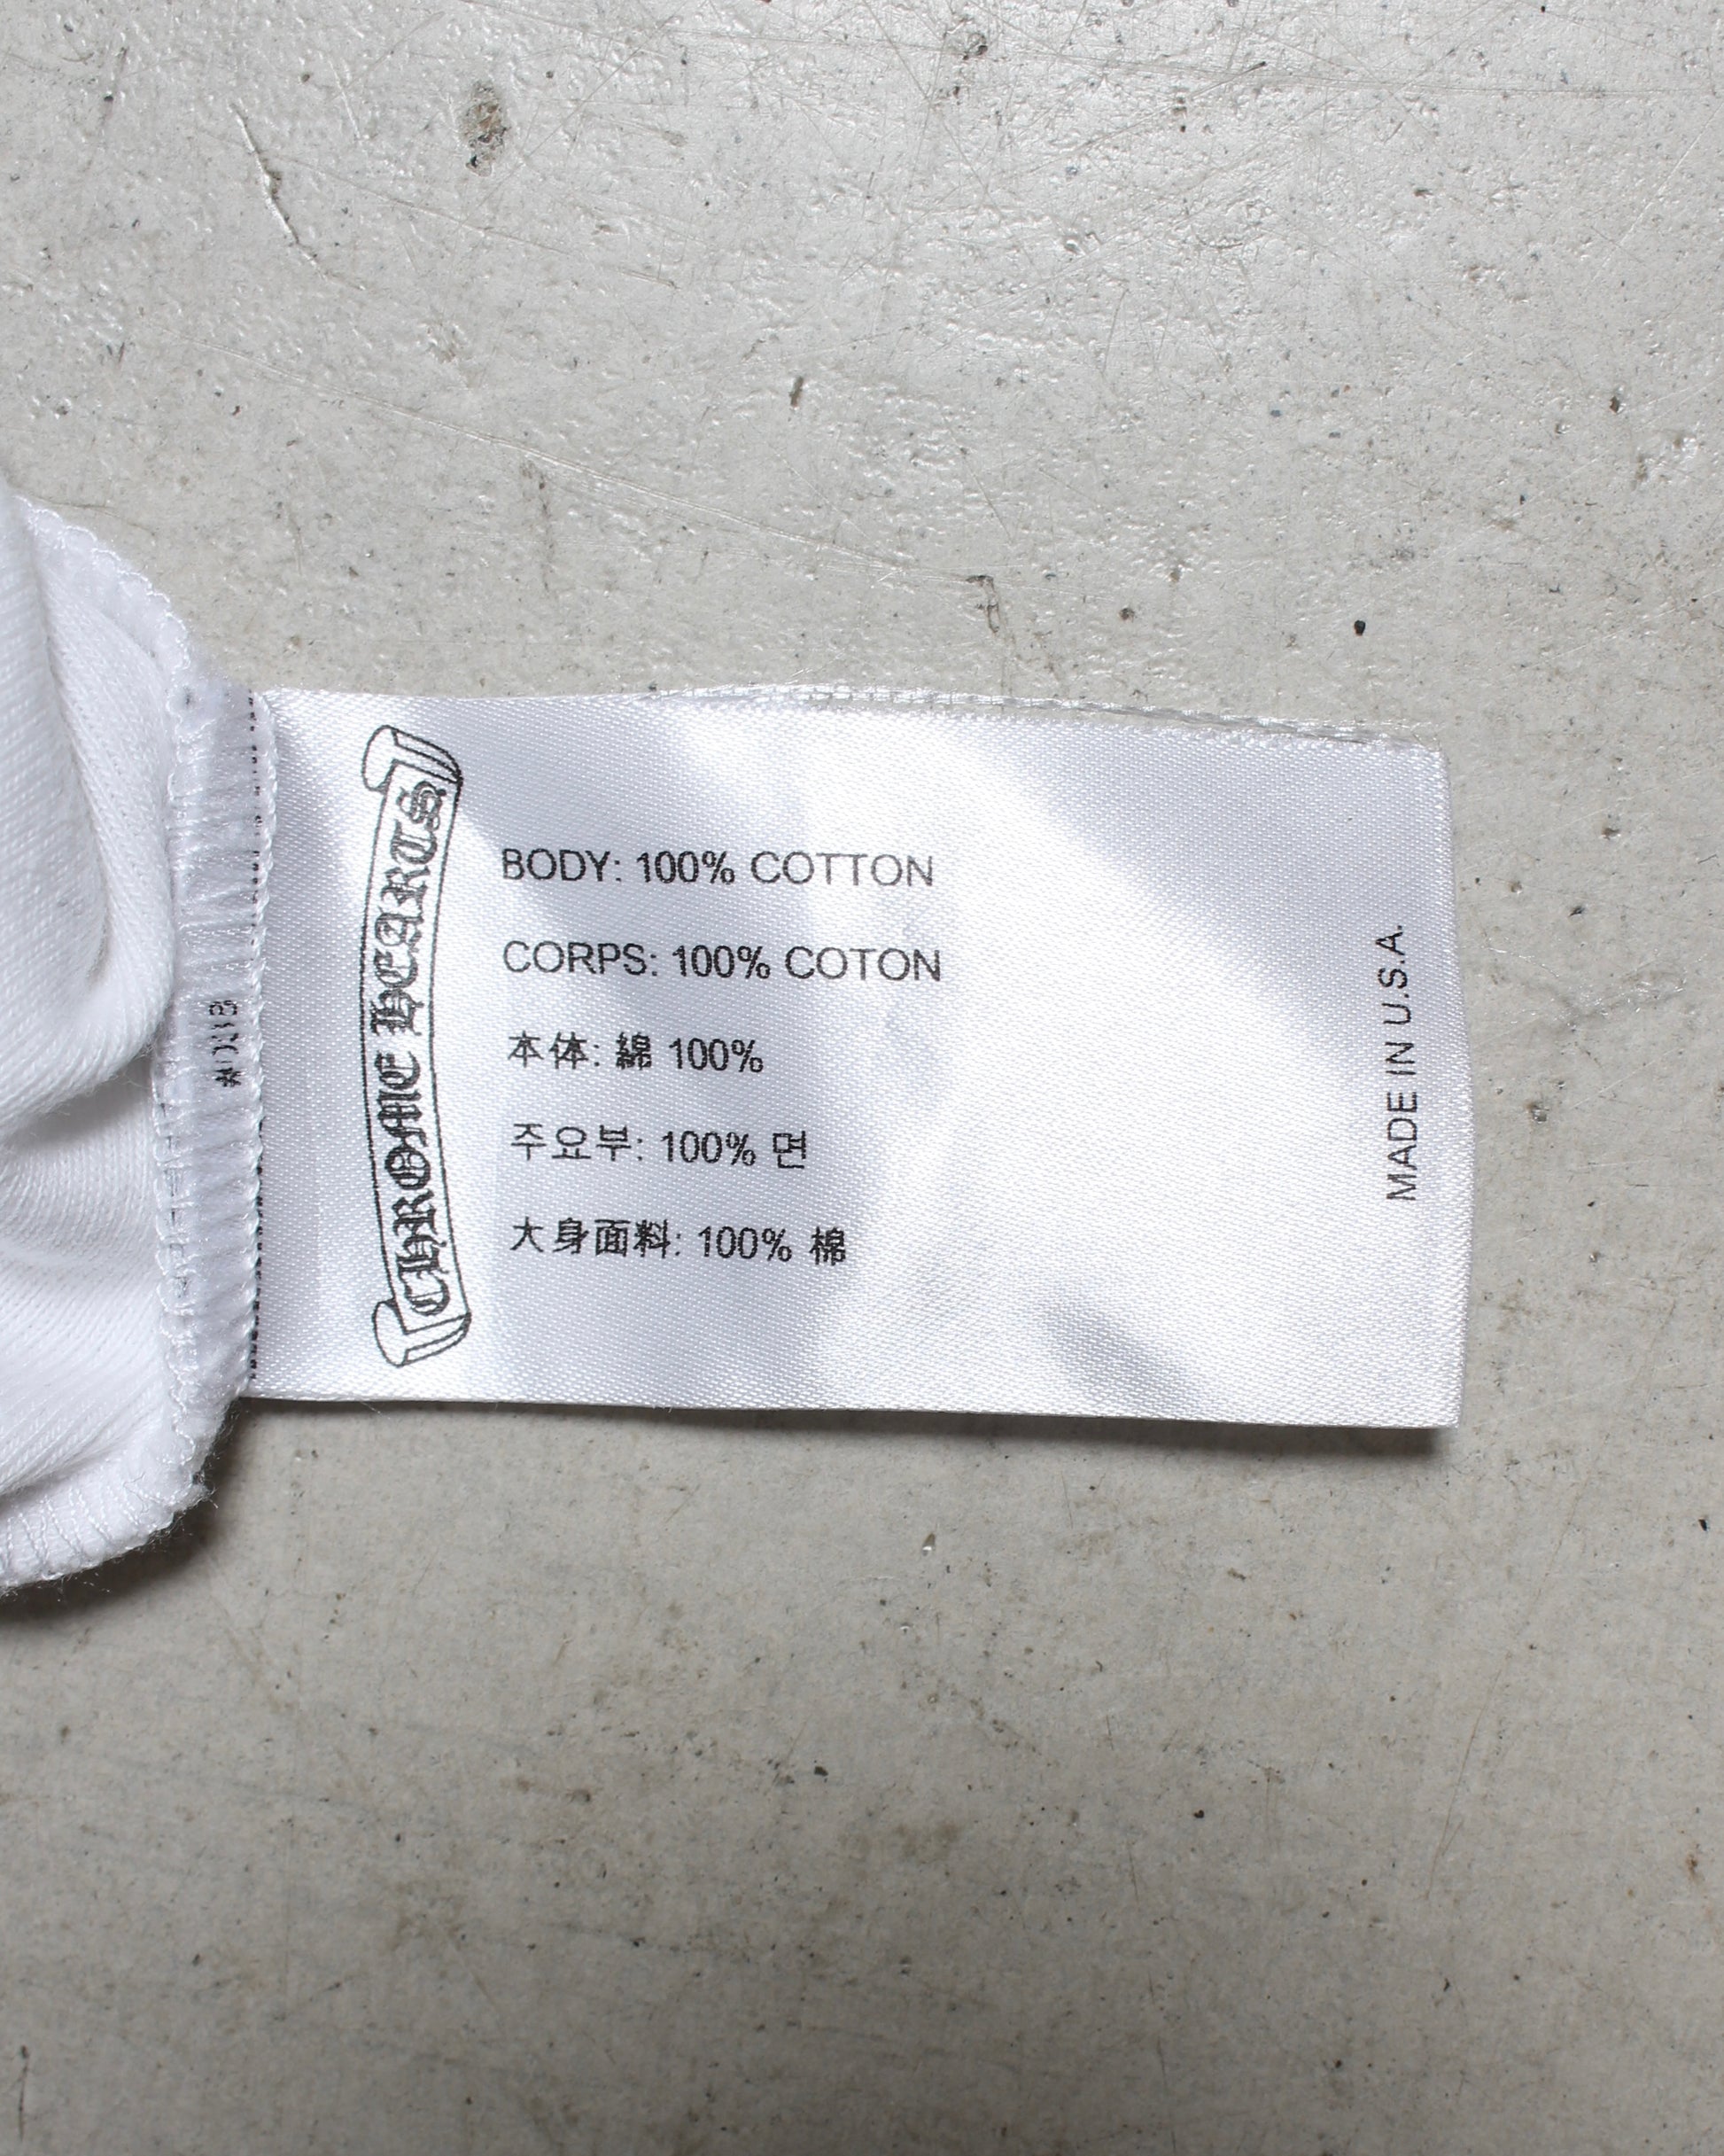 CHROME HEARTS
BODY: 100% COTTON
CORPS: 100% COTON
本体: 綿 100%
주요부: 100% 면
大身面料: 100% 棉
MADE IN U.S.A.